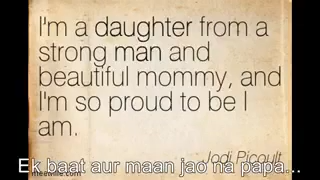 I'm a daughter from a
strong man and
beautiful mommy, and
I'm so proud to be I
am.
Jodi Picoult
Ek baat aur maan jao na papa...